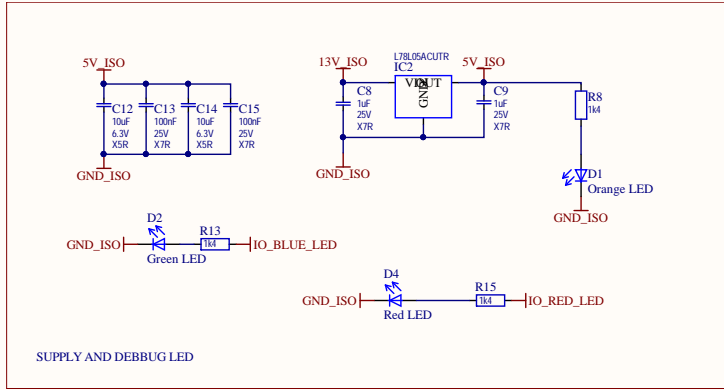 5V_ISO
C12
10uF
6.3V
X5R
C13
100nF
25V
X7R
C14
10uF
6.3V
X5R
C15
100nF
25V
X7R
GND_ISO
13V_ISO
L78L05ACUTR
IC2
VIN
VOUT
GND
5V_ISO
C8
1uF
25V
X7R
C9
1uF
25V
X7R
GND_ISO
R8
1k4
D1
Orange LED
GND_ISO
D2
GND_ISO
Green LED
R13
1k4
IO_BLUE_LED
D4
GND_ISO
Red LED
R15
1k4
IO_RED_LED
SUPPLY AND DEBBUG LED